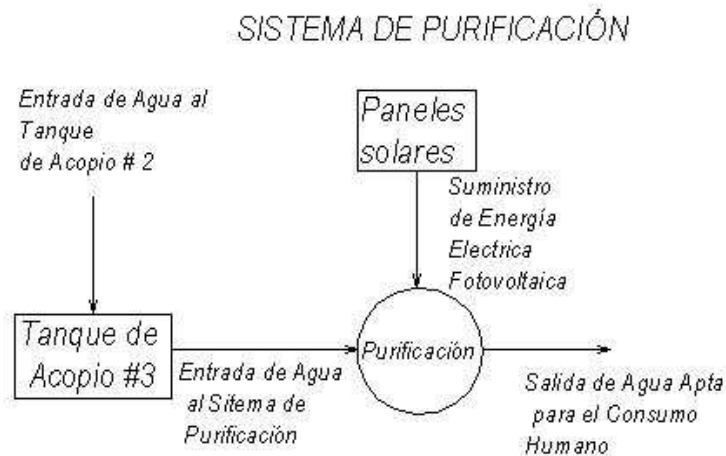 SISTEMA DE PURIFICACIÓN
Entrada de Agua al
Tanque
de Acopio # 2
Paneles
solares
Suministro
de Energía
Electrica
Fotovoltaica
Tanque de
Acopio #3
Purificación
Entrada de Agua
al Sitema de
Purificación
Salida de Agua Apta
para el Consumo
Humano